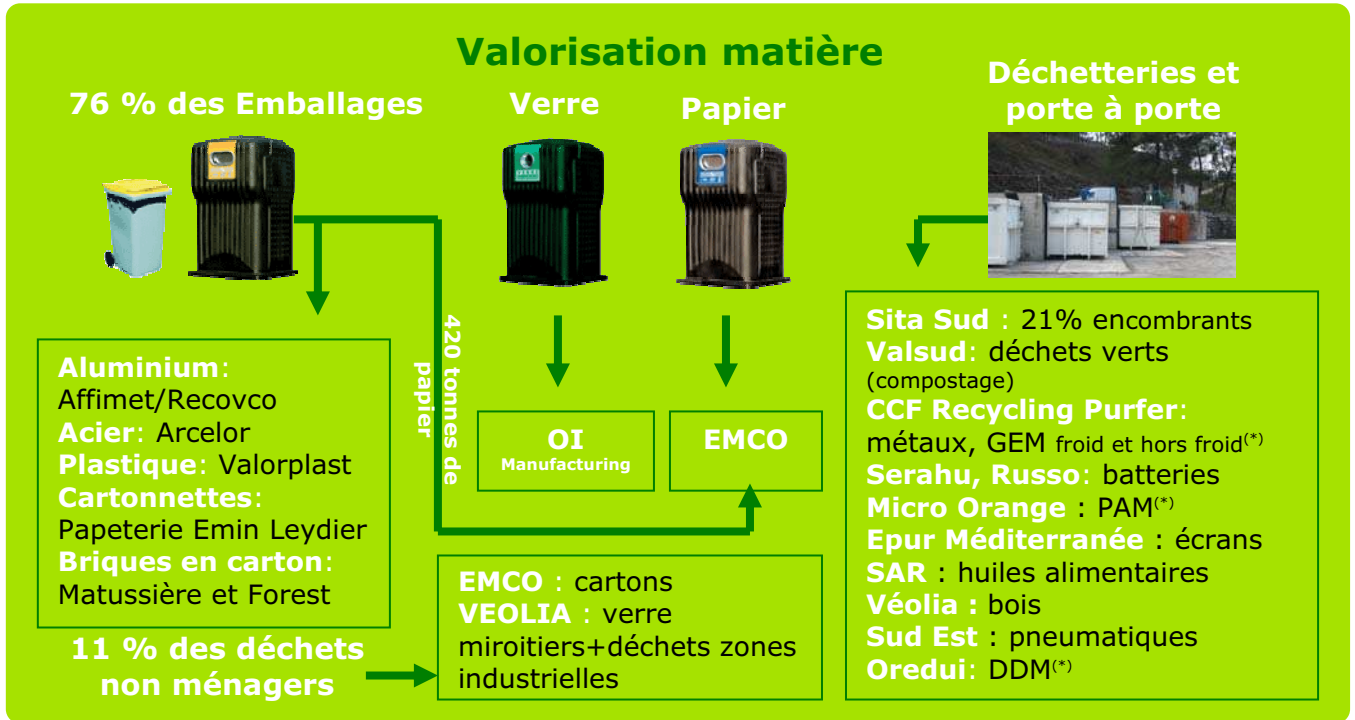 Valorisation matière
76 % des Emballages
Verre
Papier
Déchetteries et
porte à porte
420 tonnes de
papier
Aluminium:
Affimet/Recovco
Acier: Arcelor
Plastique: Valorplast
Cartonnettes:
Papeterie Emin Leydier
Briques en carton:
Matussière et Forest
OI
Manufacturing
EMCO
Sita Sud : 21% encombrants
Valsud: déchets verts
(compostage)
CCF Recycling Purfer:
métaux, GEM froid et hors froid(*)
Serahu, Russo: batteries
Micro Orange : PAM(*)
Epur Méditerranée : écrans
SAR : huiles alimentaires
Véolia : bois
Sud Est : pneumatiques
Oredui: DDM(*)
11 % des déchets
non ménagers
EMCO : cartons
VEOLIA : verre
miroitiers+déchets zones
industrielles